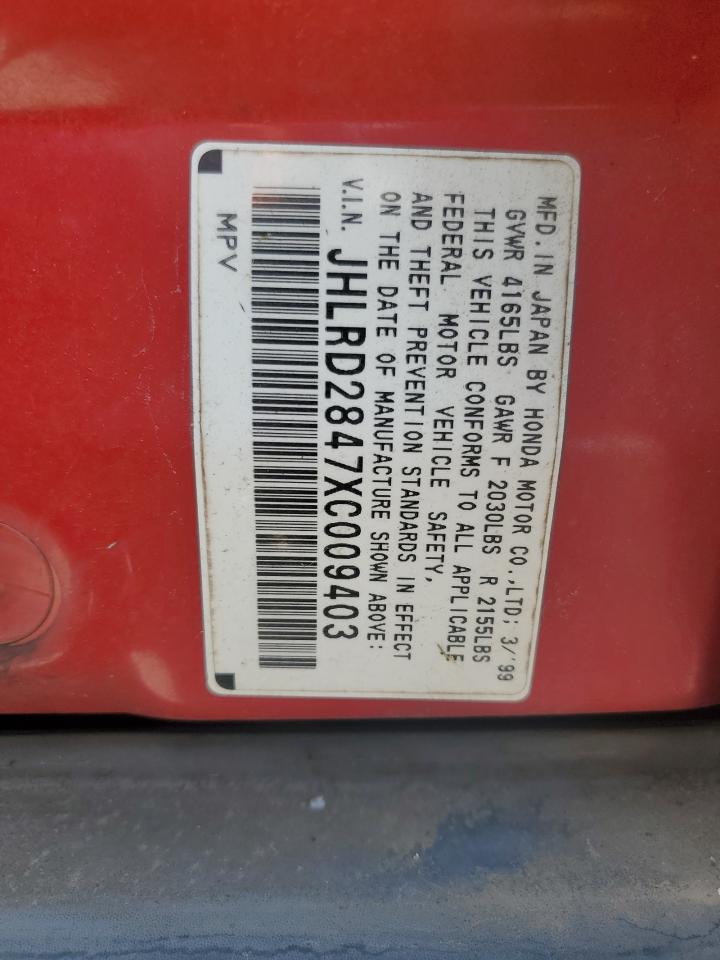 MFD. IN JAPAN BY HONDA MOTOR CO.,LTD; 3/'99
GVWR 4165LBS GAWR F 2030LBS R 2155LBS
THIS VEHICLE CONFORMS TO ALL APPLICABLE
FEDERAL MOTOR VEHICLE SAFETY,
AND THEFT PREVENTION STANDARDS IN EFFECT
ON THE DATE OF MANUFACTURE SHOWN ABOVE:
V.I.N. JHLRD2847XC009403
MPV